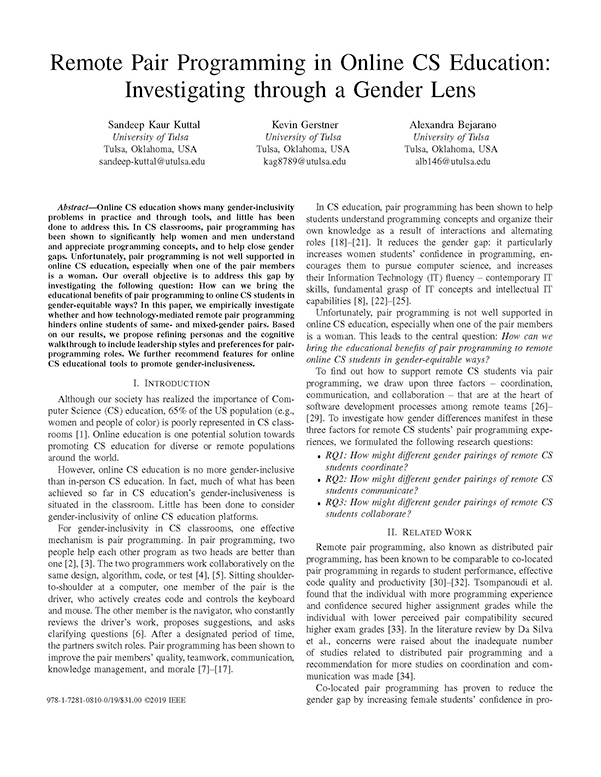 Remote Pair Programming in Online CS Education:
Investigating through a Gender Lens
Sandeep Kaur Kuttal
University of Tulsa
Tulsa, Oklahoma, USA
sandeep-kuttal@utulsa.edu
Kevin Gerstner
University of Tulsa
Tulsa, Oklahoma, USA
kag8789@utulsa.edu
Alexandra Bejarano
University of Tulsa
Tulsa, Oklahoma, USA
alb146@utulsa.edu
Abstract—Online CS education shows many gender-inclusivity
problems in practice and through tools, and little has been
done to address this. In CS classrooms, pair programming has
been shown to significantly help women and men understand
and appreciate programming concepts, and to help close gender
gaps. Unfortunately, pair programming is not well supported in
online CS education, especially when one of the pair members
is a woman. Our overall objective is to address this gap by
investigating the following question: How can we bring the
educational benefits of pair programming to online CS students in
gender-equitable ways? In this paper, we empirically investigate
whether and how technology-mediated remote pair programming
hinders online students of same- and mixed-gender pairs. Based
on our results, we propose refining personas and the cognitive
walkthrough to include leadership styles and preferences for pair-
programming roles. We further recommend features for online
CS educational tools to promote gender-inclusiveness.
I. INTRODUCTION
Although our society has realized the importance of Com-
puter Science (CS) education, 65% of the US population (e.g.,
women and people of color) is poorly represented in CS class-
rooms [1]. Online education is one potential solution towards
promoting CS education for diverse or remote populations
around the world.
However, online CS education is no more gender-inclusive
than in-person CS education. In fact, much of what has been
achieved so far in CS education's gender-inclusiveness is
situated in the classroom. Little has been done to consider
gender-inclusivity of online CS education platforms.
For gender-inclusivity in CS classrooms, one effective
mechanism is pair programming. In pair programming, two
people help each other program as two heads are better than
one [2], [3]. The two programmers work collaboratively on the
same design, algorithm, code, or test [4], [5]. Sitting shoulder-
to-shoulder at a computer, one member of the pair is the
driver, who actively creates code and controls the keyboard
and mouse. The other member is the navigator, who constantly
reviews the driver's work, proposes suggestions, and asks
clarifying questions [6]. After a designated period of time,
the partners switch roles. Pair programming has been shown to
improve the pair members' quality, teamwork, communication,
knowledge management, and morale [7]–[17].
In CS education, pair programming has been shown to help
students understand programming concepts and organize their
own knowledge as a result of interactions and alternating
roles [18]–[21]. It reduces the gender gap: it particularly
increases women students' confidence in programming, en-
courages them to pursue computer science, and increases
their Information Technology (IT) fluency – contemporary IT
skills, fundamental grasp of IT concepts and intellectual IT
capabilities [8], [22]–[25].
Unfortunately, pair programming is not well supported in
online CS education, especially when one of the pair members
is a woman. This leads to the central question: How can we
bring the educational benefits of pair programming to remote
online CS students in gender-equitable ways?
To find out how to support remote CS students via pair
programming, we draw upon three factors – coordination,
communication, and collaboration – that are at the heart of
software development processes among remote teams [26]–
[29]. To investigate how gender differences manifest in these
three factors for remote CS students' pair programming expe-
riences, we formulated the following research questions:
• RQ1: How might different gender pairings of remote CS
students coordinate?
• RQ2: How might different gender pairings of remote CS
students communicate?
• RQ3: How might different gender pairings of remote CS
students collaborate?
II. RELATED WORK
Remote pair programming, also known as distributed pair
programming, has been known to be comparable to co-located
pair programming in regards to student performance, effective
code quality and productivity [30]–[32]. Tsompanoudi et al.
found that the individual with more programming experience
and confidence secured higher assignment grades while the
individual with lower perceived pair compatibility secured
higher exam grades [33]. In the literature review by Da Silva
et al., concerns were raised about the inadequate number
of studies related to distributed pair programming and a
recommendation for more studies on coordination and com-
munication was made [34].
Co-located pair programming has proven to reduce the
gender gap by increasing female students' confidence in pro-
978-1-7281-0810-0/19/$31.00 ©2019 IEEE